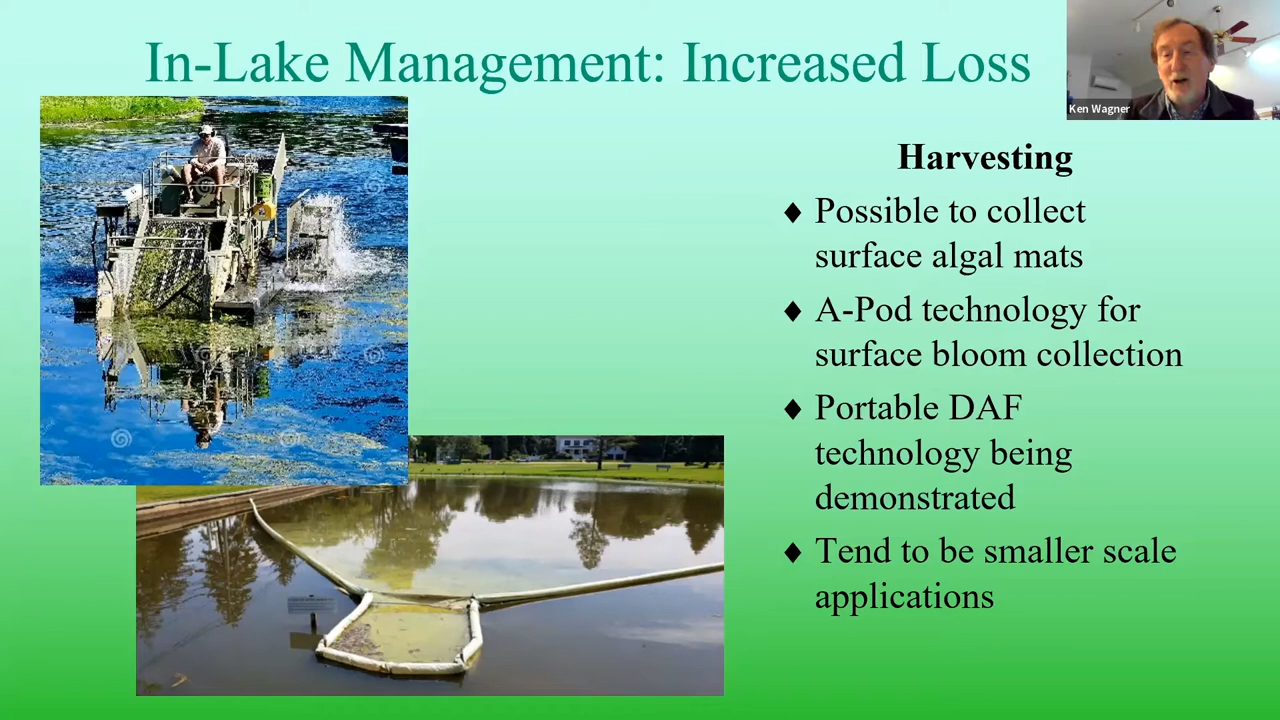 In-Lake Management: Increased Loss
Ken Wagner
Harvesting
♦ Possible to collect
surface algal mats
♦ A-Pod technology for
surface bloom collection
♦ Portable DAF
technology being
demonstrated
♦ Tend to be smaller scale
applications